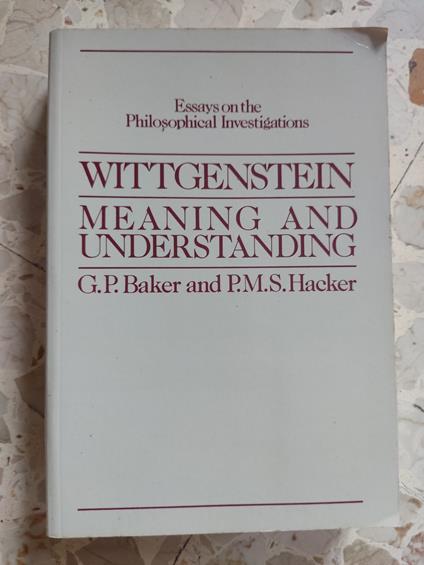 Essays on the
Philosophical Investigations
WITTGENSTEIN
MEANING AND
UNDERSTANDING
G.P. Baker and P.M.S. Hacker